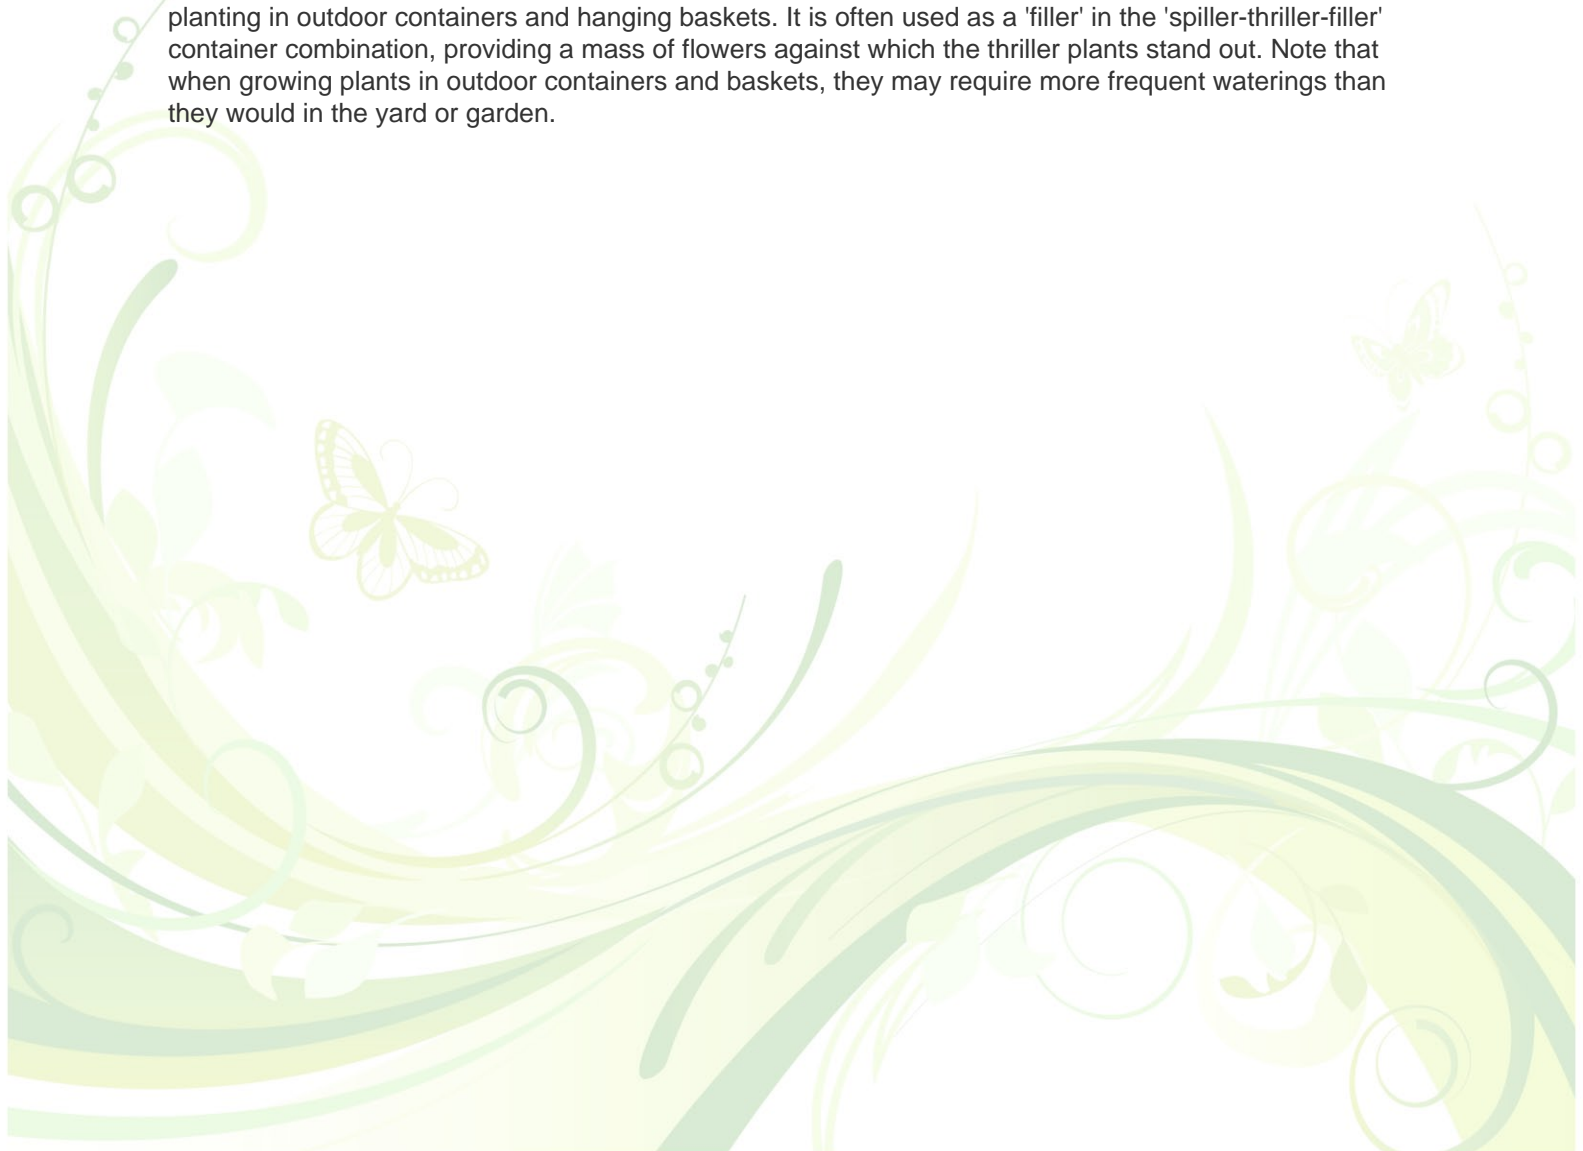 planting in outdoor containers and hanging baskets. It is often used as a 'filler' in the 'spiller-thriller-filler'
container combination, providing a mass of flowers against which the thriller plants stand out. Note that
when growing plants in outdoor containers and baskets, they may require more frequent waterings than
they would in the yard or garden.